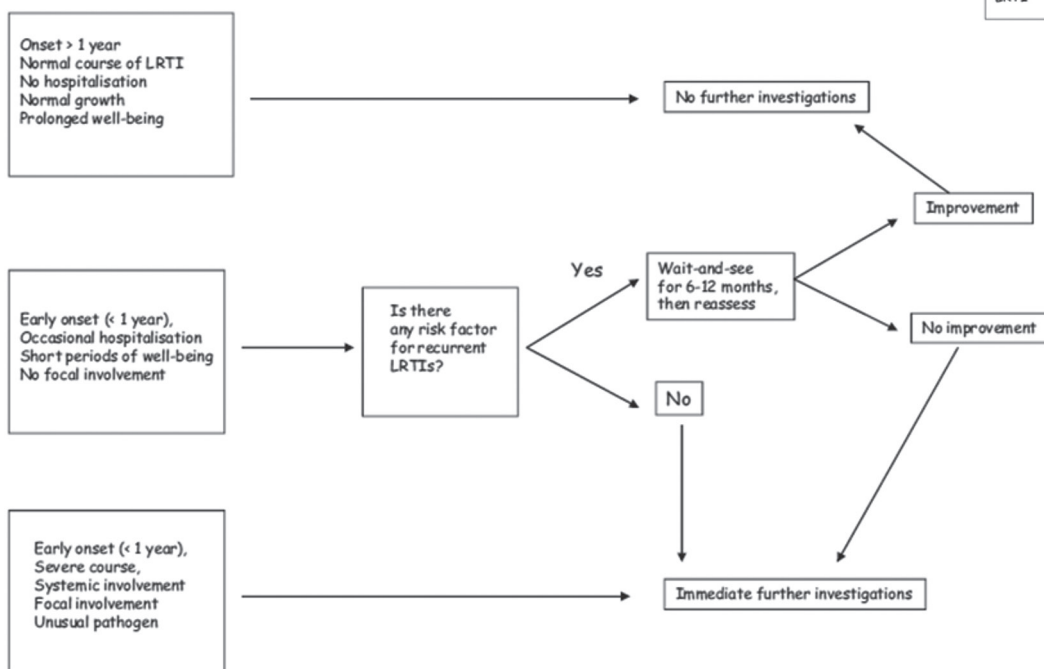 Onset > 1 year
Normal course of LRTI
No hospitalisation
Normal growth
Prolonged well-being
No further investigations
Improvement
Early onset (< 1 year),
Occasional hospitalisation
Short periods of well-being
No focal involvement
Is there
any risk factor
for recurrent
LRTIs?
Yes
Wait-and-see
for 6-12 months,
then reassess
No improvement
No
Early onset (< 1 year),
Severe course,
Systemic involvement
Focal involvement
Unusual pathogen
Immediate further investigations